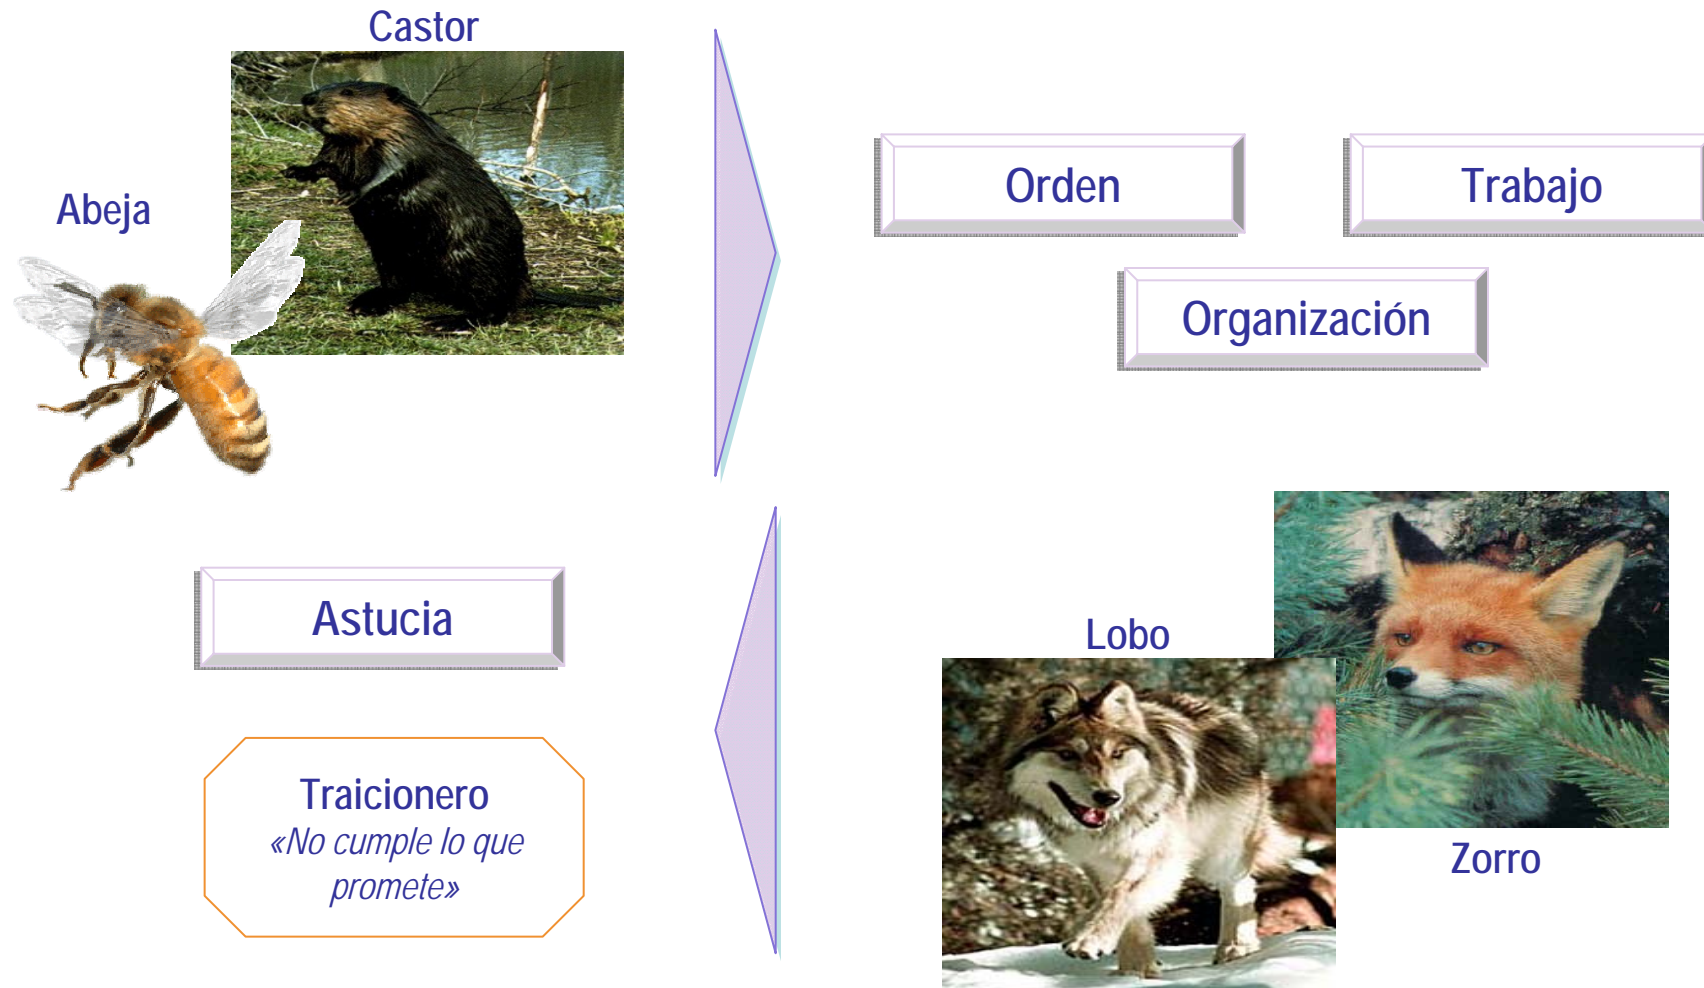 Castor
Abeja
Orden
Trabajo
Organización
Astucia
Traicionero
«No cumple lo que
promete»
Lobo
Zorro